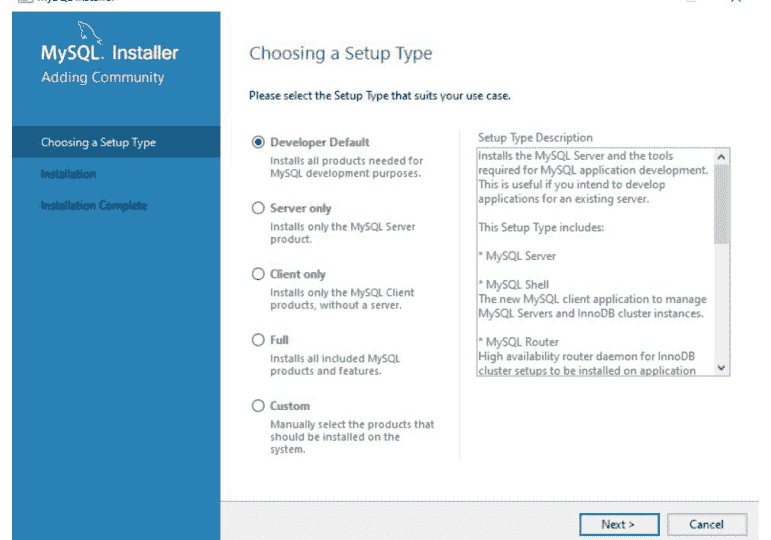 MySQL. Installer
Adding Community
Choosing a Setup Type
Installation
Installation Complete
Choosing a Setup Type
Please select the Setup Type that suits your use case.
Developer Default
Installs all products needed for
MySQL development purposes.
Server only
Installs only the MySQL Server
product.
Client only
Installs only the MySQL Client
products, without a server.
Full
Installs all included MySQL
products and features.
Custom
Manually select the products that
should be installed on the
system.
Setup Type Description
Installs the MySQL Server and the tools
required for MySQL application development.
This is useful if you intend to develop
applications for an existing server.
This Setup Type includes:
* MySQL Server
* MySQL Shell
The new MySQL client application to manage
MySQL Servers and InnoDB cluster instances.
* MySQL Router
High availability router daemon for InnoDB
cluster setups to be installed on application
Next >
Cancel